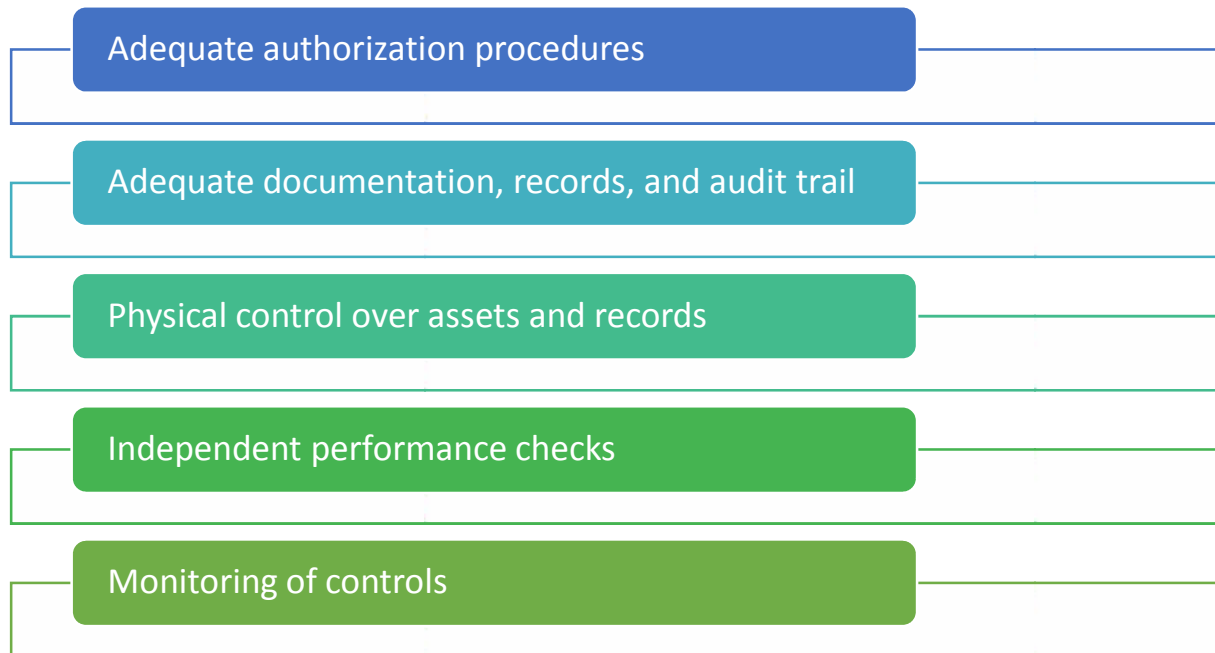 Adequate authorization procedures
Adequate documentation, records, and audit trail
Physical control over assets and records
Independent performance checks
Monitoring of controls